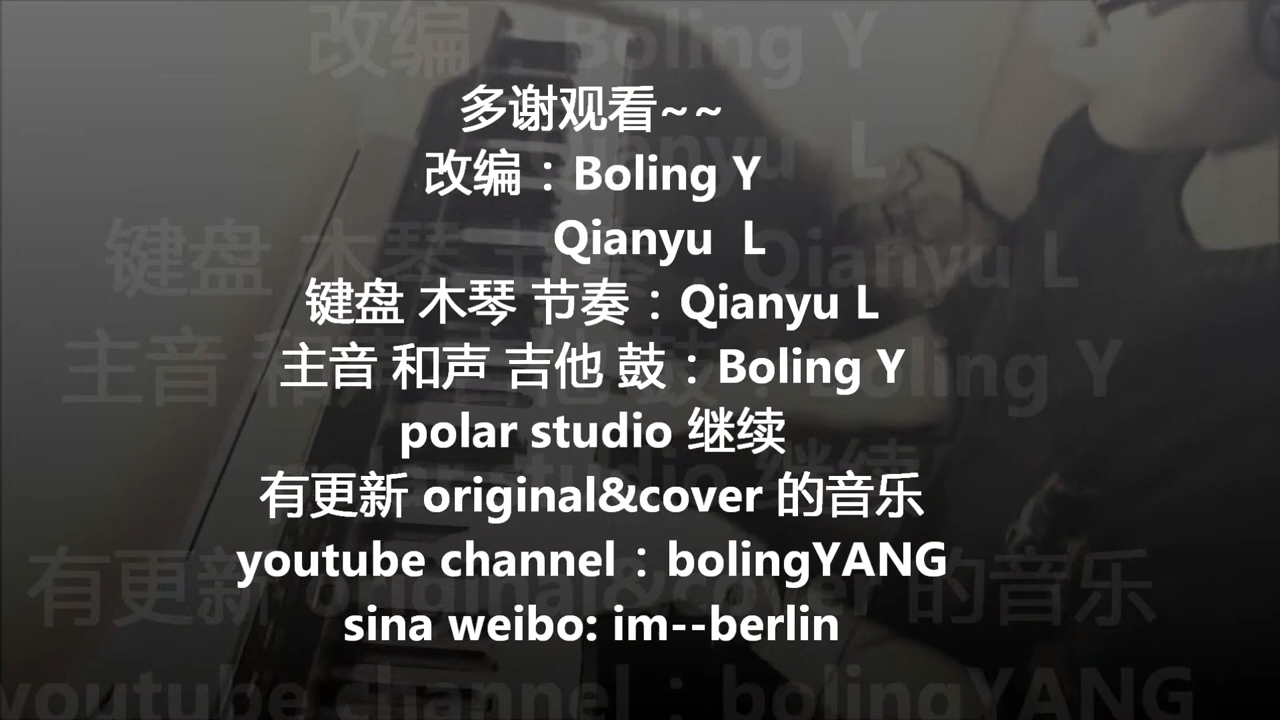 多谢观看~~
改编：Boling Y
Qianyu L
键盘 木琴 节奏：Qianyu L
主音 和声 吉他 鼓：Boling Y
polar studio 继续
有更新 original&cover 的音乐
youtube channel：bolingYANG
sina weibo: im--berlin